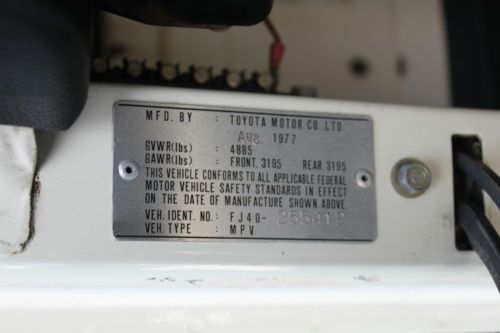 MFD. BY : TOYOTA MOTOR CO., LTD.
AUG. 1977
GVWR(lbs) : 4885
GAWR(lbs) : FRONT. 3195 REAR. 3195
THIS VEHICLE CONFORMS TO ALL APPLICABLE FEDERAL
MOTOR VEHICLE SAFETY STANDARDS IN EFFECT
ON THE DATE OF MANUFACTURE SHOWN ABOVE.
VEH. IDENT. NO.: FJ40-255412
VEH. TYPE : MPV